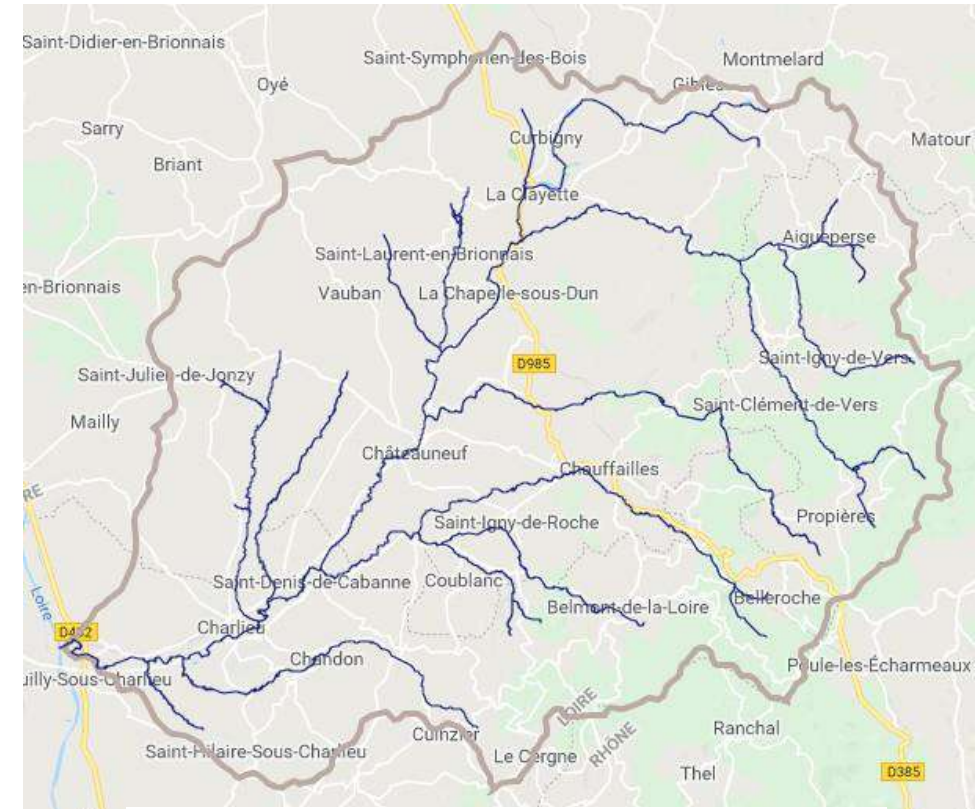 Saint-Didier-en-Brionnais
Saint-Symphorien-des-Bois
Montmelard
Oyé
Gibles
Sarry
Curbigny
Matour
Briant
La Clayette
Aigueperse
Saint-Laurent-en-Brionnais
en-Brionnais
Vauban
La Chapelle-sous-Dun
D985
Saint-Igny-de-Vers
Saint-Julien-de-Jonzy
Saint-Clément-de-Vers
Mailly
Châteauneuf
Chauffailles
RE
Propières
Saint-Igny-de-Roche
Saint-Denis-de-Cabanne
Coublanc
Loire
Belmont-de-la-Loire
Belleroche
D482
Charlieu
Chandon
Poule-les-Écharmeaux
uilly-Sous-Charlieu
LOIRE
RHÔNE
Ranchal
Cuinzier
Saint-Hilaire-Sous-Charlieu
Le Cergne
Thel
D385